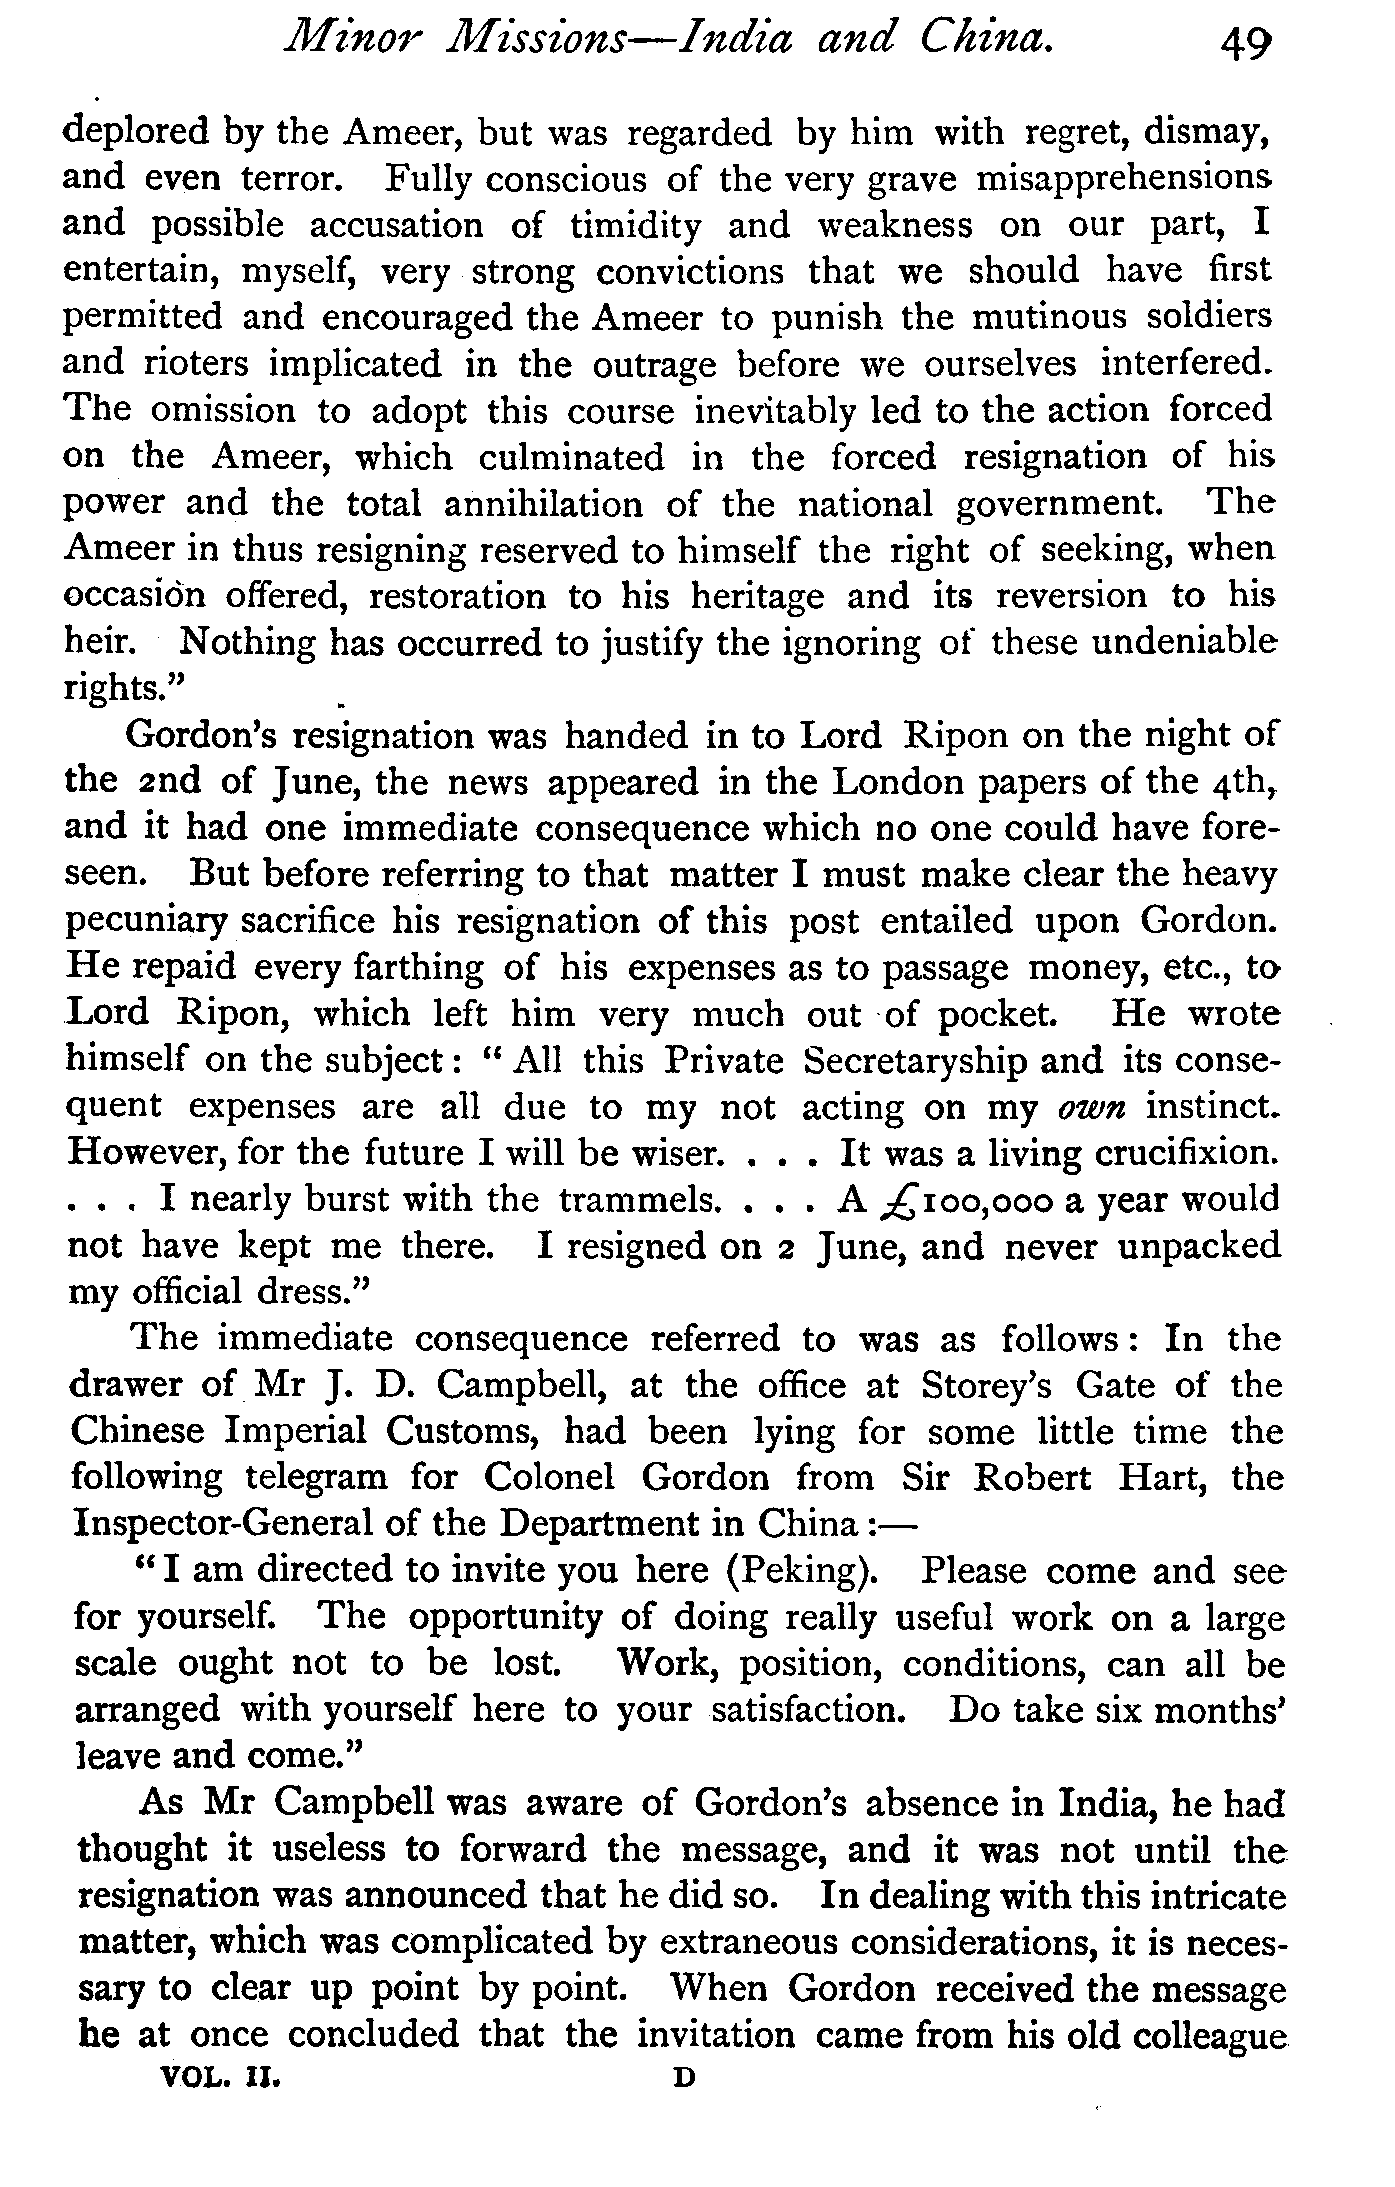 Minor Missions—India and China. 49
deplored by the Ameer, but was regarded by him with regret, dismay,
and even terror. Fully conscious of the very grave misapprehensions
and possible accusation of timidity and weakness on our part, I
entertain, myself, very strong convictions that we should have first
permitted and encouraged the Ameer to punish the mutinous soldiers
and rioters implicated in the outrage before we ourselves interfered.
The omission to adopt this course inevitably led to the action forced
on the Ameer, which culminated in the forced resignation of his
power and the total annihilation of the national government. The
Ameer in thus resigning reserved to himself the right of seeking, when
occasion offered, restoration to his heritage and its reversion to his
heir. Nothing has occurred to justify the ignoring of these undeniable
rights."
Gordon's resignation was handed in to Lord Ripon on the night of
the 2nd of June, the news appeared in the London papers of the 4th,
and it had one immediate consequence which no one could have fore-
seen. But before referring to that matter I must make clear the heavy
pecuniary sacrifice his resignation of this post entailed upon Gordon.
He repaid every farthing of his expenses as to passage money, etc., to
Lord Ripon, which left him very much out of pocket. He wrote
himself on the subject: "All this Private Secretaryship and its conse-
quent expenses are all due to my not acting on my own instinct.
However, for the future I will be wiser. . . . It was a living crucifixion.
. . . I nearly burst with the trammels. . . . A £100,000 a year would
not have kept me there. I resigned on 2 June, and never unpacked
my official dress."
The immediate consequence referred to was as follows: In the
drawer of Mr J. D. Campbell, at the office at Storey's Gate of the
Chinese Imperial Customs, had been lying for some little time the
following telegram for Colonel Gordon from Sir Robert Hart, the
Inspector-General of the Department in China:—
"I am directed to invite you here (Peking). Please come and see
for yourself. The opportunity of doing really useful work on a large
scale ought not to be lost. Work, position, conditions, can all be
arranged with yourself here to your satisfaction. Do take six months'
leave and come."
As Mr Campbell was aware of Gordon's absence in India, he had
thought it useless to forward the message, and it was not until the
resignation was announced that he did so. In dealing with this intricate
matter, which was complicated by extraneous considerations, it is neces-
sary to clear up point by point. When Gordon received the message
he at once concluded that the invitation came from his old colleague
VOL. II. D